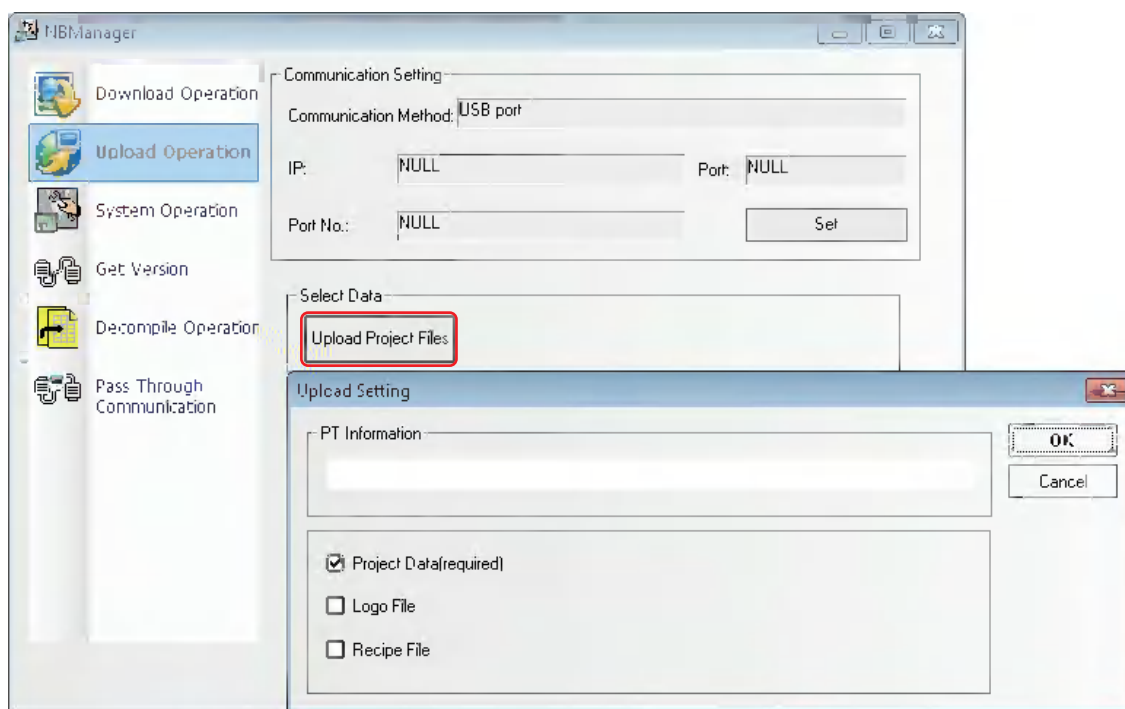 NBManager
Download Operation
Upload Operation
System Operation
Get Version
Decompile Operation
Pass Through
Communication
Communication Setting
Communication Method: USB port
IP: NULL Port: NULL
Port No.: NULL Set
Select Data
Upload Project Files
Upload Setting
PT Information
OK
Cancel
Project Data(required)
Logo File
Recipe File